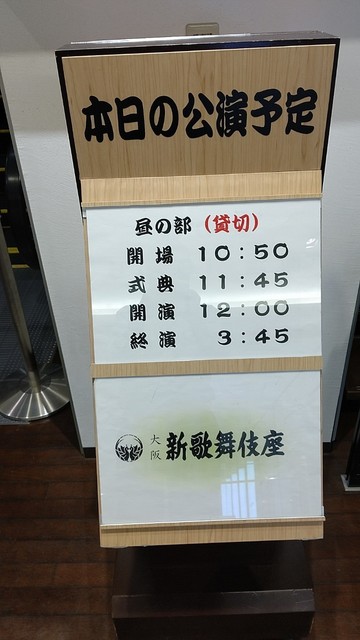 本日の公演予定
昼の部（貸切）
開場 10:50
式典 11:45
開演 12:00
終演 3:45
大阪 新歌舞伎座